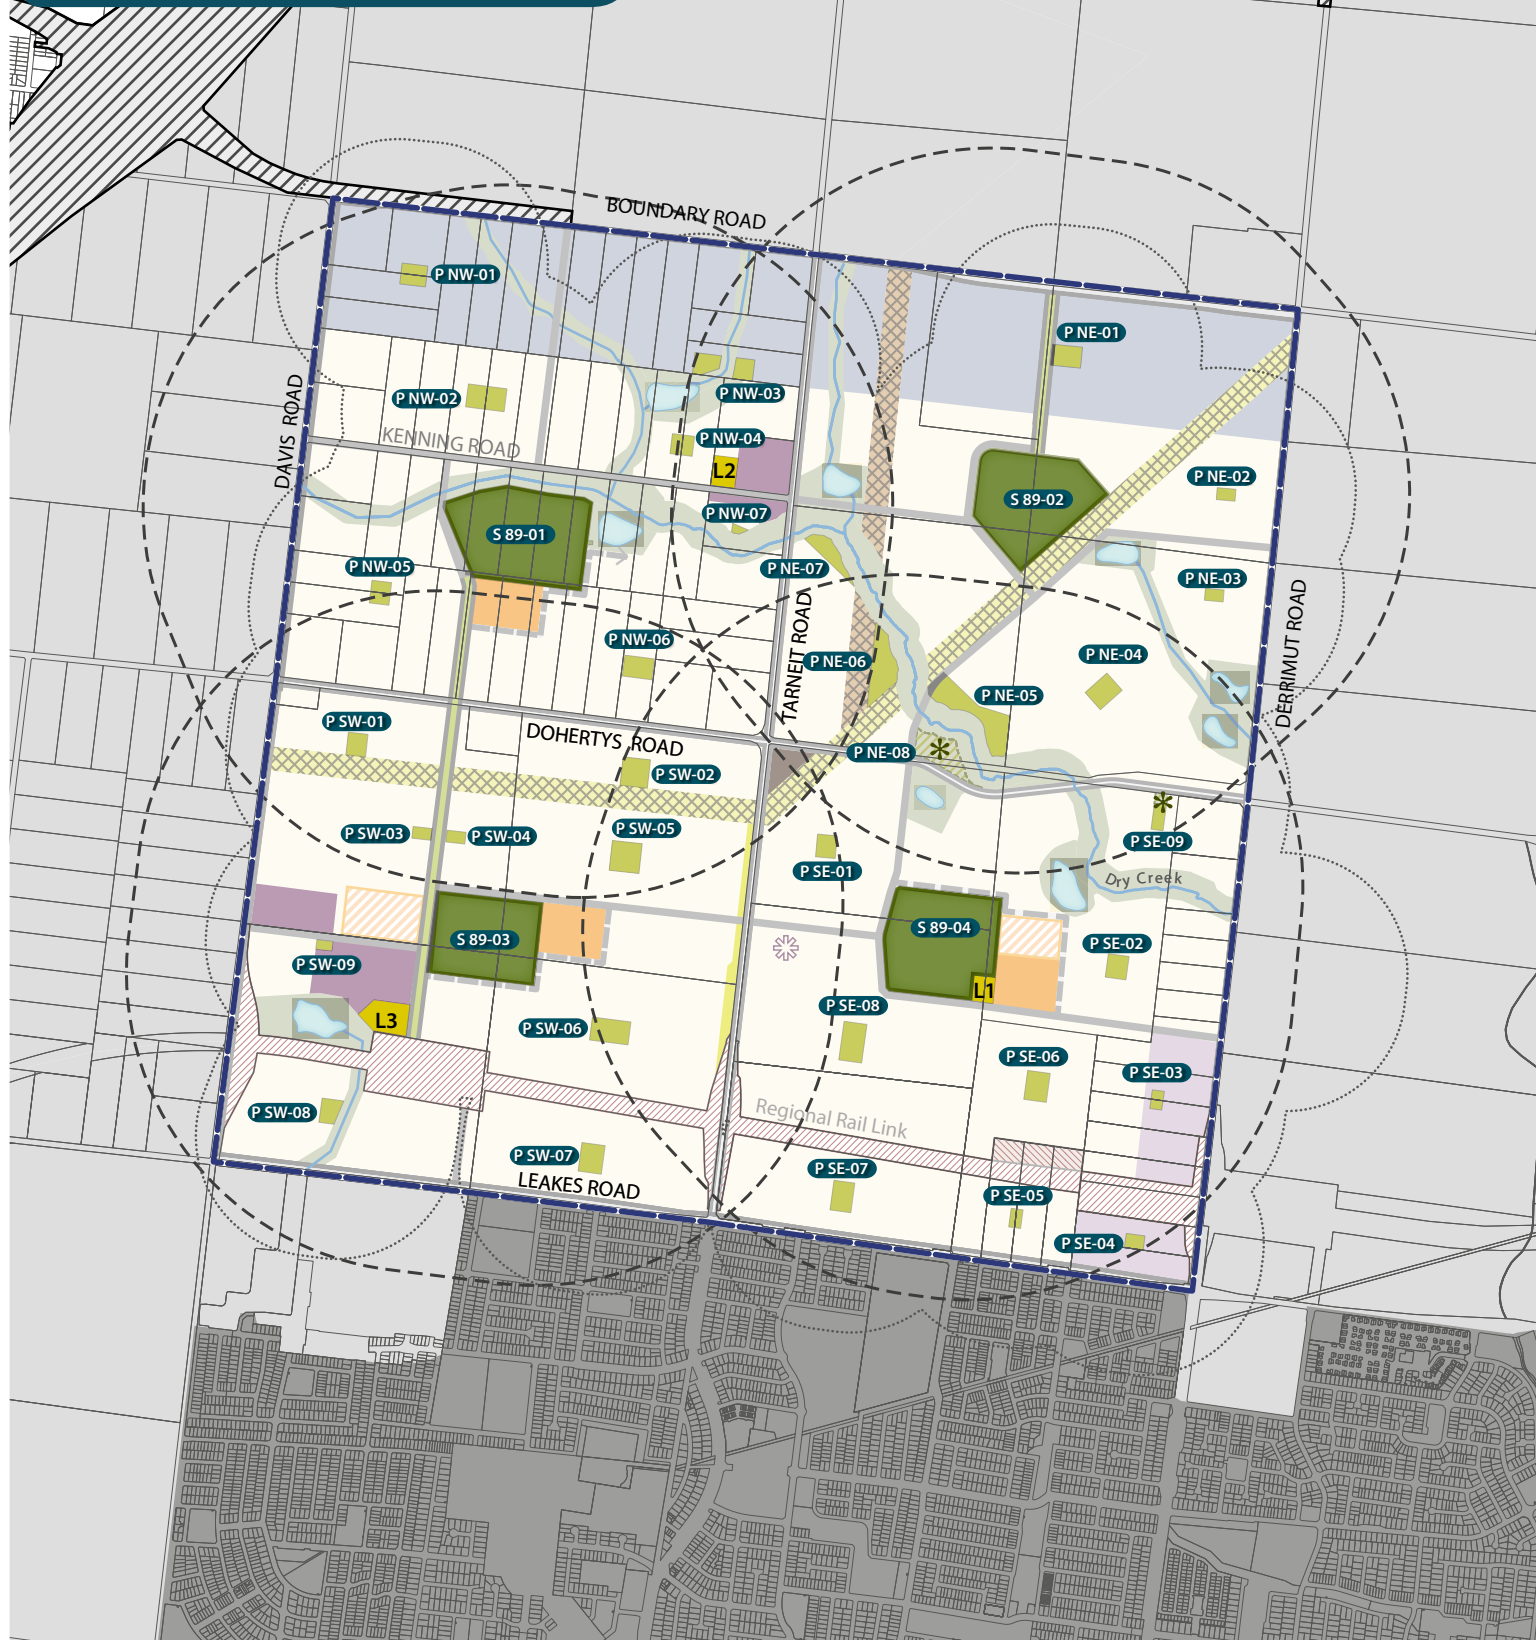 BOUNDARY ROAD
P NW-01
P NE-01
P NW-02
P NW-03
DAVIS ROAD
KENNING ROAD
P NW-04
L2
P NE-02
S 89-02
P NW-07
S 89-01
P NW-05
P NE-07
P NE-03
TARNEIT ROAD
DERRIMUT ROAD
P NW-06
P NE-06
P NE-04
P NE-05
P SW-01
DOHERTYS ROAD
P NE-08
P SW-02
P SW-03
P SW-04
P SW-05
P SE-09
P SE-01
Dry Creek
S 89-03
S 89-04
P SE-02
P SW-09
L1
L3
P SE-08
P SW-06
P SE-06
P SE-03
P SW-08
Regional Rail Link
P SW-07
P SE-07
LEAKES ROAD
P SE-05
P SE-04